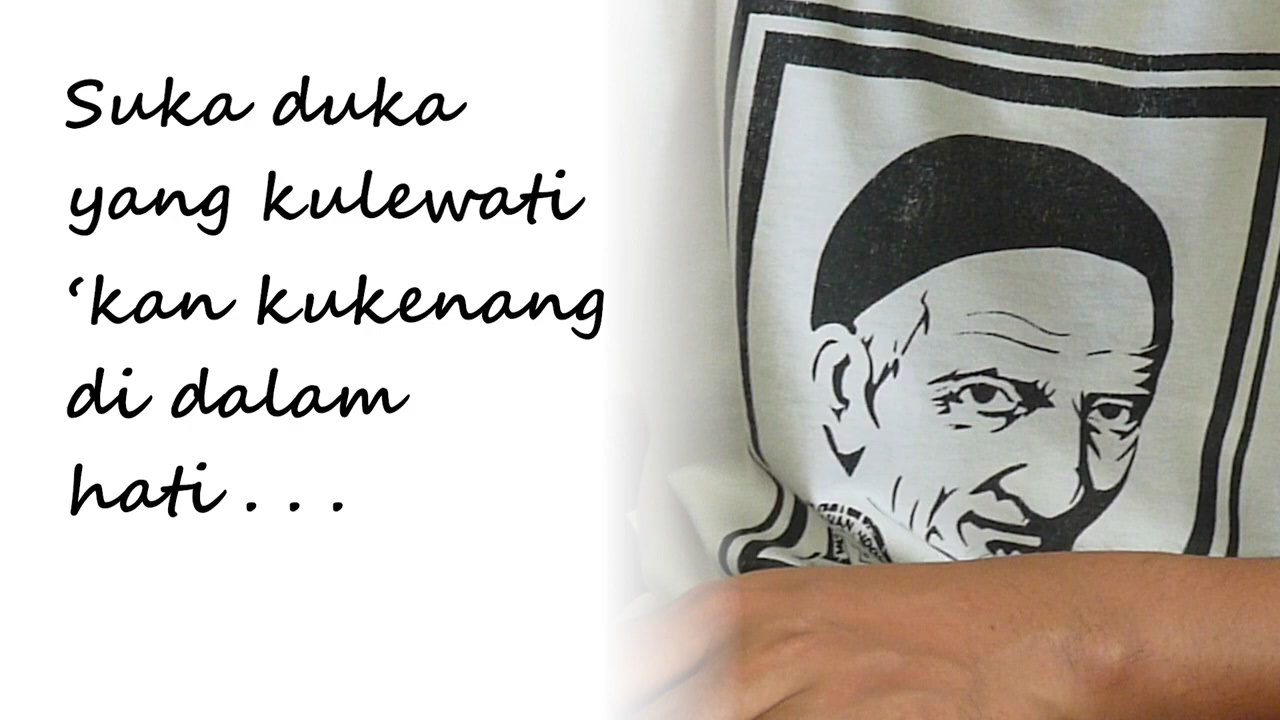 Suka duka
yang kulewati
‘kan kukenang
di dalam
hati . . .